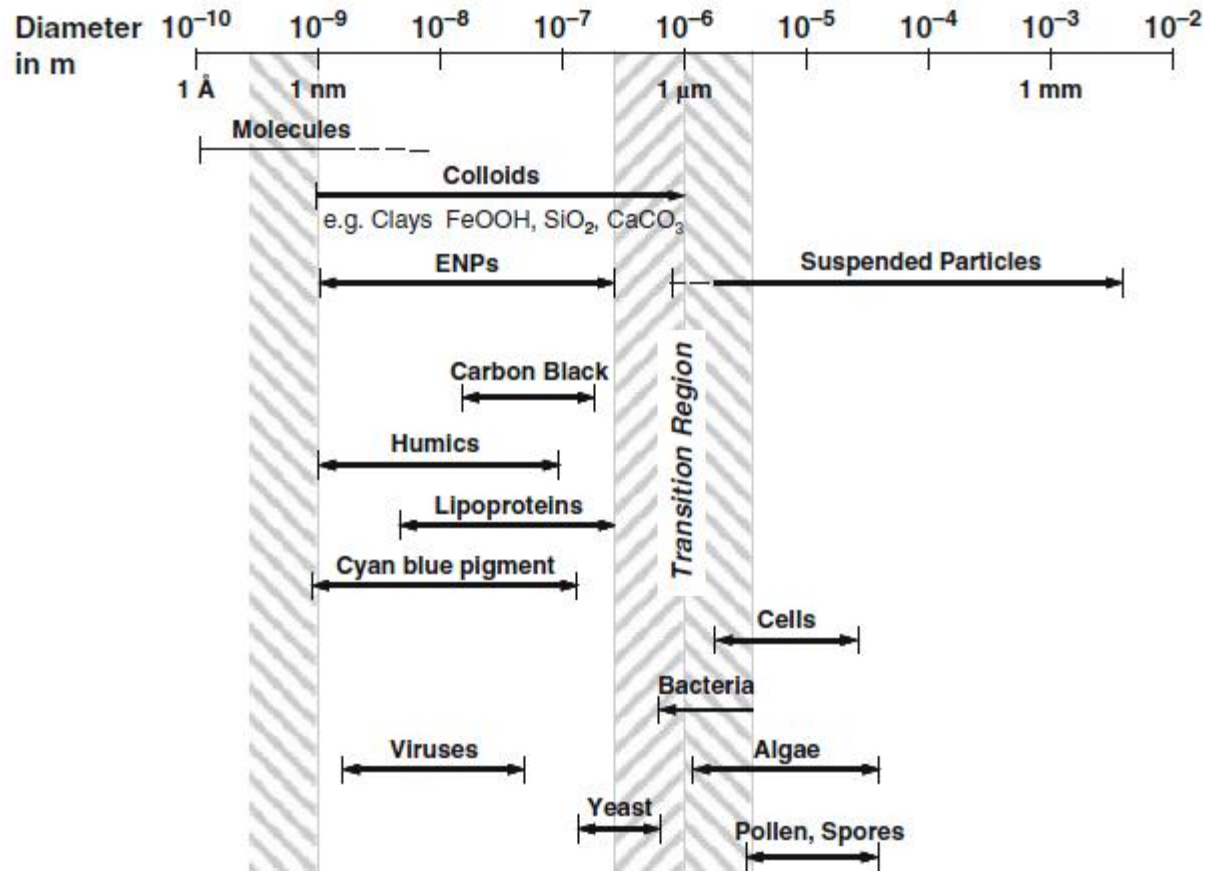 Diameter in m 10⁻¹⁰ 10⁻⁹ 10⁻⁸ 10⁻⁷ 10⁻⁶ 10⁻⁵ 10⁻⁴ 10⁻³ 10⁻²
1 Å 1 nm 1 μm 1 mm
Molecules
Colloids
e.g. Clays FeOOH, SiO₂, CaCO₃
ENPs
Suspended Particles
Transition Region
Carbon Black
Humics
Lipoproteins
Cyan blue pigment
Cells
Bacteria
Viruses
Algae
Yeast
Pollen, Spores